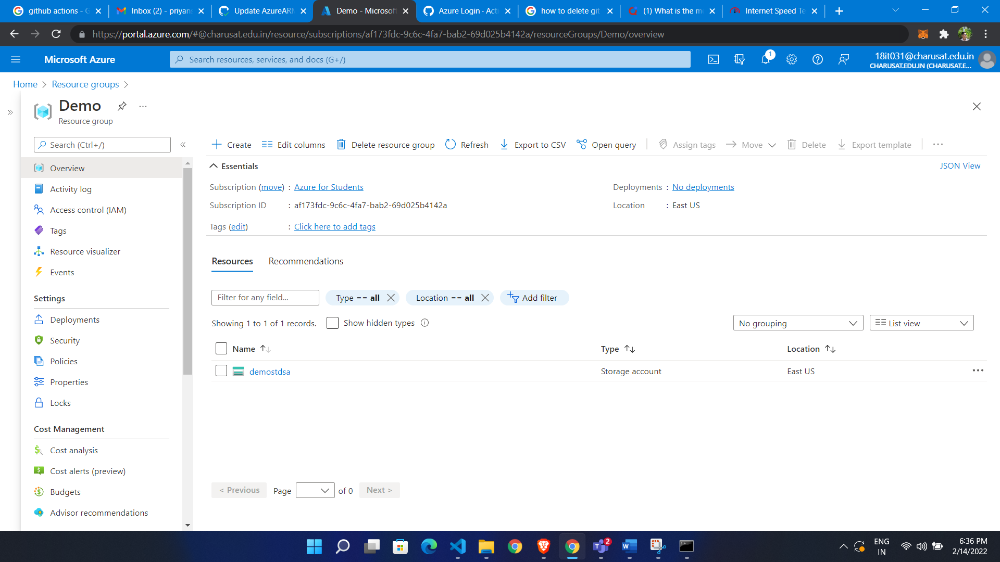 github actions - G
Inbox (2) - priyans
Update AzureARM
Demo - Microsoft
Azure Login · Acti
how to delete git
(1) What is the me
Internet Speed Te
https://portal.azure.com/#@charusat.edu.in/resource/subscriptions/af173fdc-9c6c-4fa7-bab2-69d025b4142a/resourceGroups/Demo/overview
Microsoft Azure
Search resources, services, and docs (G+/)
1
18it031@charusat.edu.in
CHARUSAT.EDU.IN (CHARUSAT.E...
Home > Resource groups >
Demo
Resource group
Search (Ctrl+/)
Overview
Activity log
Access control (IAM)
Tags
Resource visualizer
Events
Settings
Deployments
Security
Policies
Properties
Locks
Cost Management
Cost analysis
Cost alerts (preview)
Budgets
Advisor recommendations
Create
Edit columns
Delete resource group
Refresh
Export to CSV
Open query
Assign tags
Move
Delete
Export template
Essentials
JSON View
Subscription (move) : Azure for Students
Deployments : No deployments
Subscription ID : af173fdc-9c6c-4fa7-bab2-69d025b4142a
Location : East US
Tags (edit) : Click here to add tags
Resources
Recommendations
Filter for any field...
Type == all
Location == all
Add filter
Showing 1 to 1 of 1 records.
Show hidden types
No grouping
List view
Name
Type
Location
demostdsa
Storage account
East US
< Previous
Page
of 0
Next >
2
ENG
IN
6:36 PM
2/14/2022